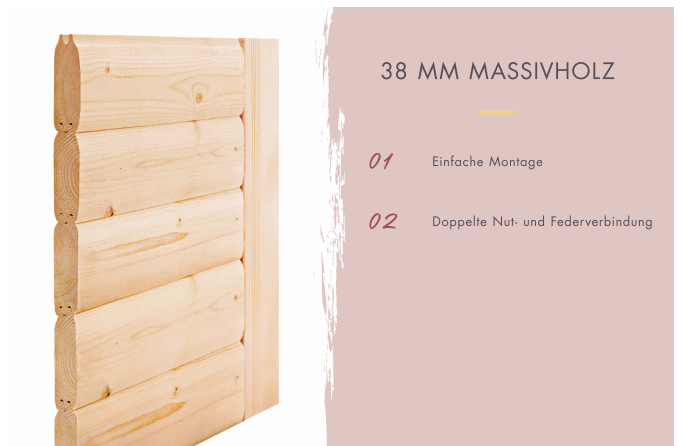 38 MM MASSIVHOLZ
01 Einfache Montage
02 Doppelte Nut- und Federverbindung